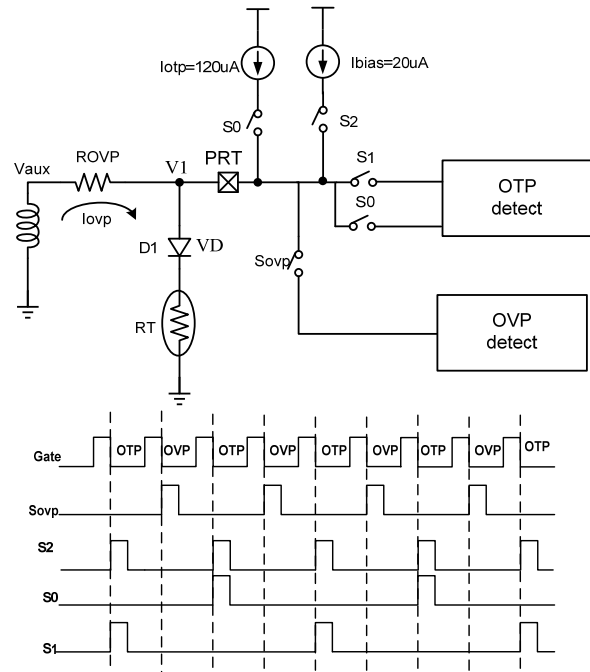 Iotp=120uA
Ibias=20uA
S0
S2
Vaux
ROVP
V1
PRT
S1
S0
OTP
detect
Iovp
D1
VD
Sovp
RT
OVP
detect
Gate
OTP OVP OTP OVP OTP OVP OTP OVP OTP
Sovp
S2
S0
S1